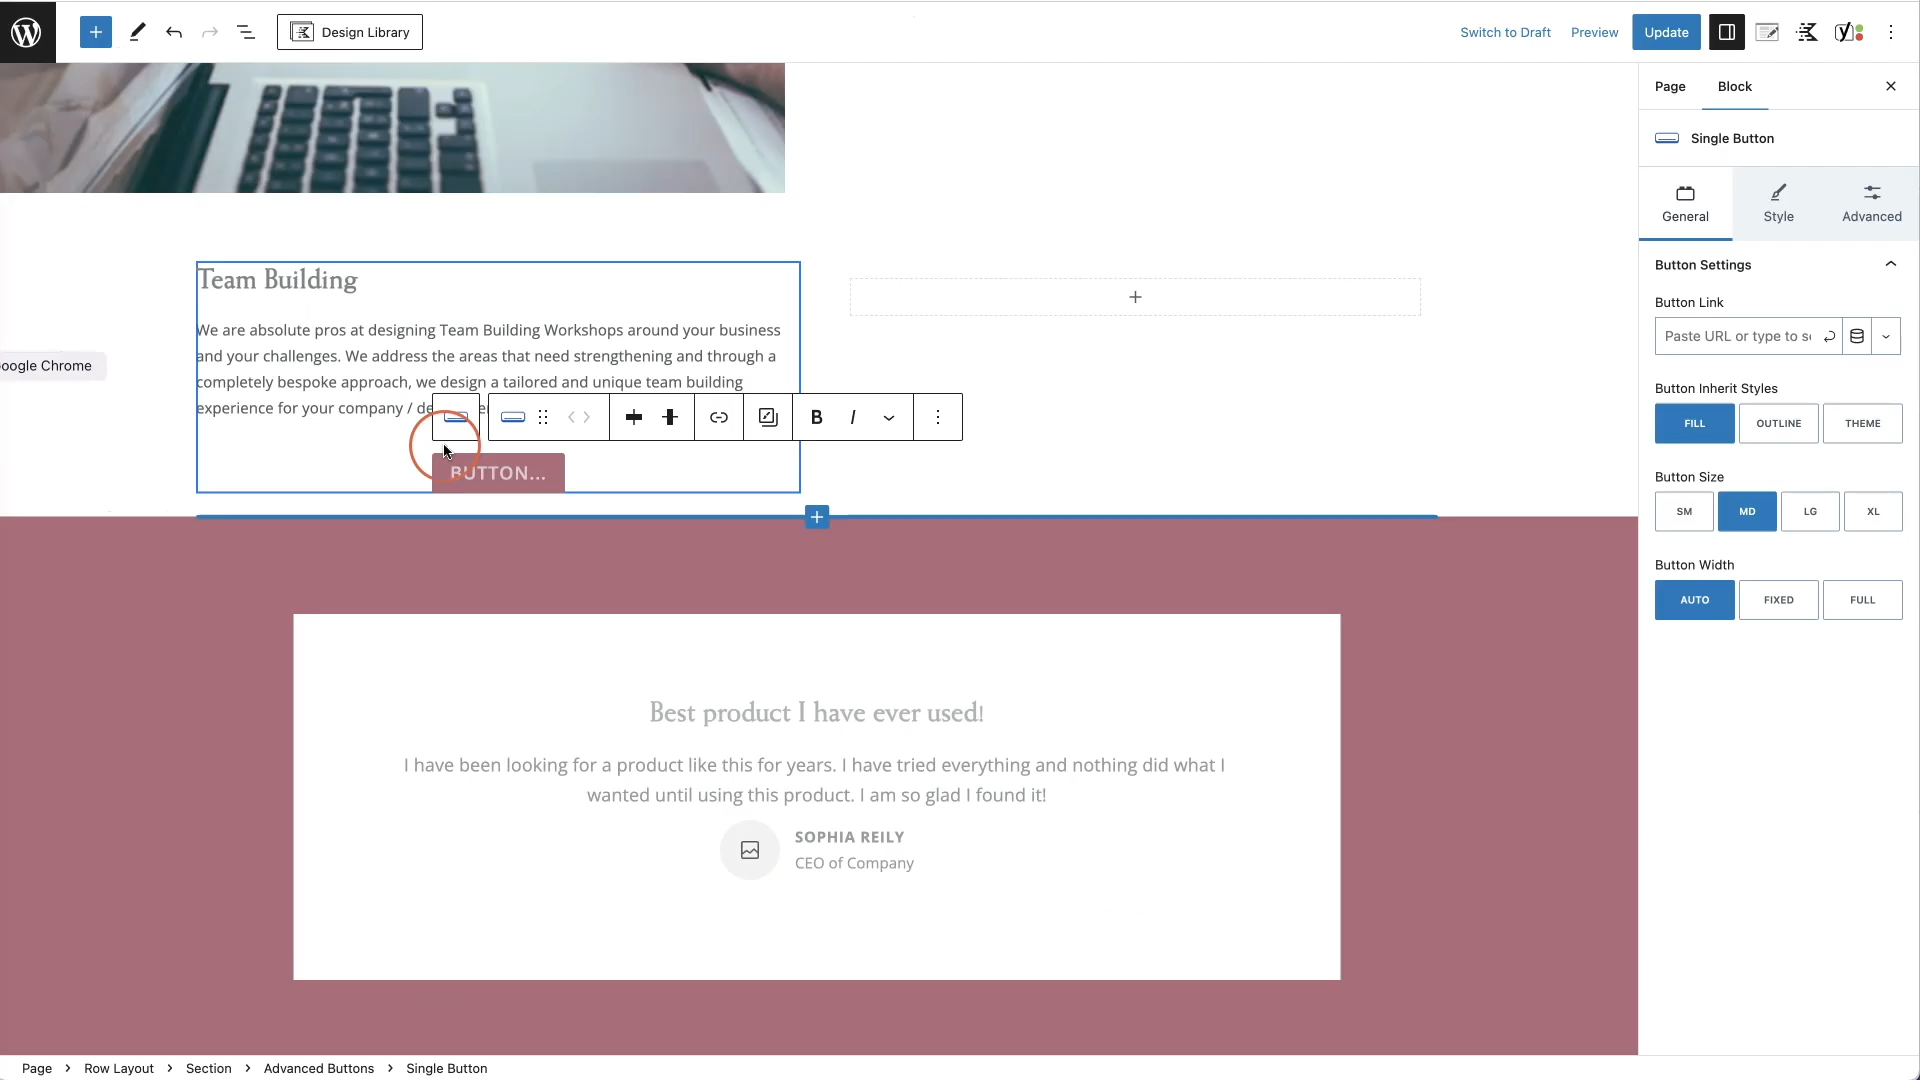 Design Library
Switch to Draft
Preview
Update
Page
Block
Single Button
General
Style
Advanced
Button Settings
Button Link
Paste URL or type to s
Button Inherit Styles
FILL
OUTLINE
THEME
Button Size
SM
MD
LG
XL
Button Width
AUTO
FIXED
FULL
Team Building
We are absolute pros at designing Team Building Workshops around your business
and your challenges. We address the areas that need strengthening and through a
completely bespoke approach, we design a tailored and unique team building
experience for your company / de
oogle Chrome
B
I
BUTTON...
Best product I have ever used!
I have been looking for a product like this for years. I have tried everything and nothing did what I
wanted until using this product. I am so glad I found it!
SOPHIA REILY
CEO of Company
Page > Row Layout > Section > Advanced Buttons > Single Button